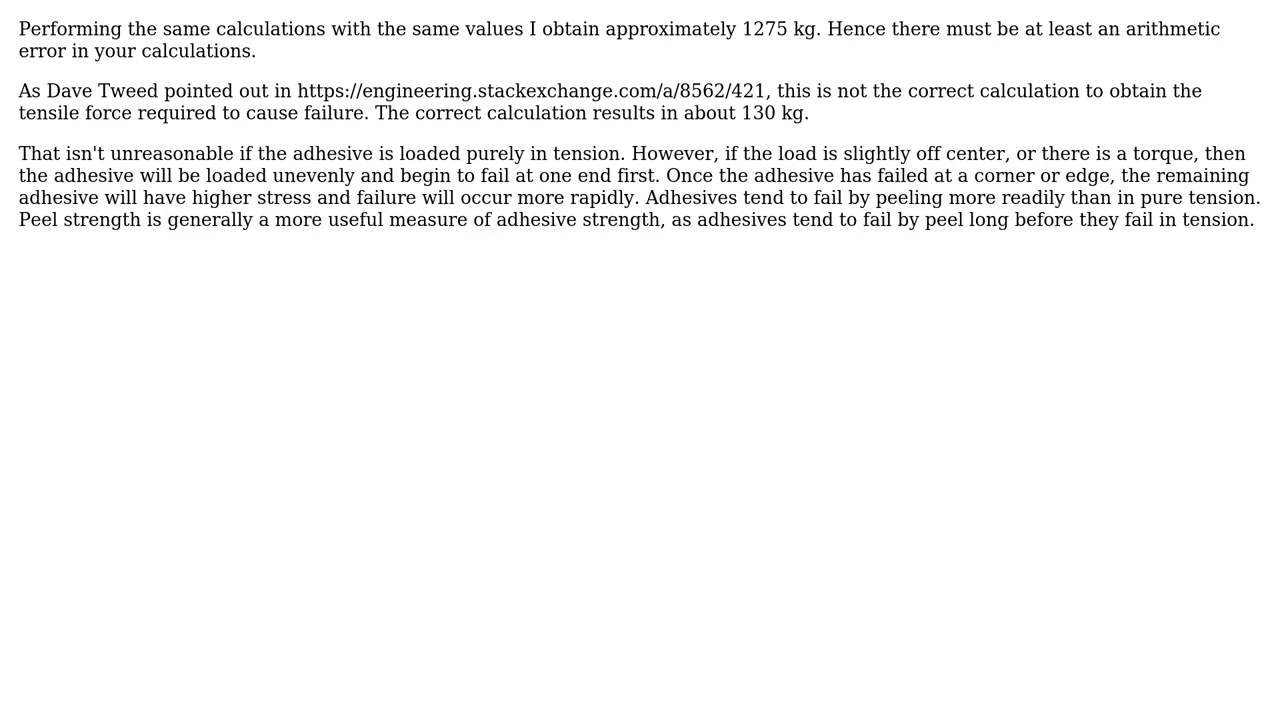 Performing the same calculations with the same values I obtain approximately 1275 kg. Hence there must be at least an arithmetic
error in your calculations.
As Dave Tweed pointed out in https://engineering.stackexchange.com/a/8562/421, this is not the correct calculation to obtain the
tensile force required to cause failure. The correct calculation results in about 130 kg.
That isn't unreasonable if the adhesive is loaded purely in tension. However, if the load is slightly off center, or there is a torque, then
the adhesive will be loaded unevenly and begin to fail at one end first. Once the adhesive has failed at a corner or edge, the remaining
adhesive will have higher stress and failure will occur more rapidly. Adhesives tend to fail by peeling more readily than in pure tension.
Peel strength is generally a more useful measure of adhesive strength, as adhesives tend to fail by peel long before they fail in tension.